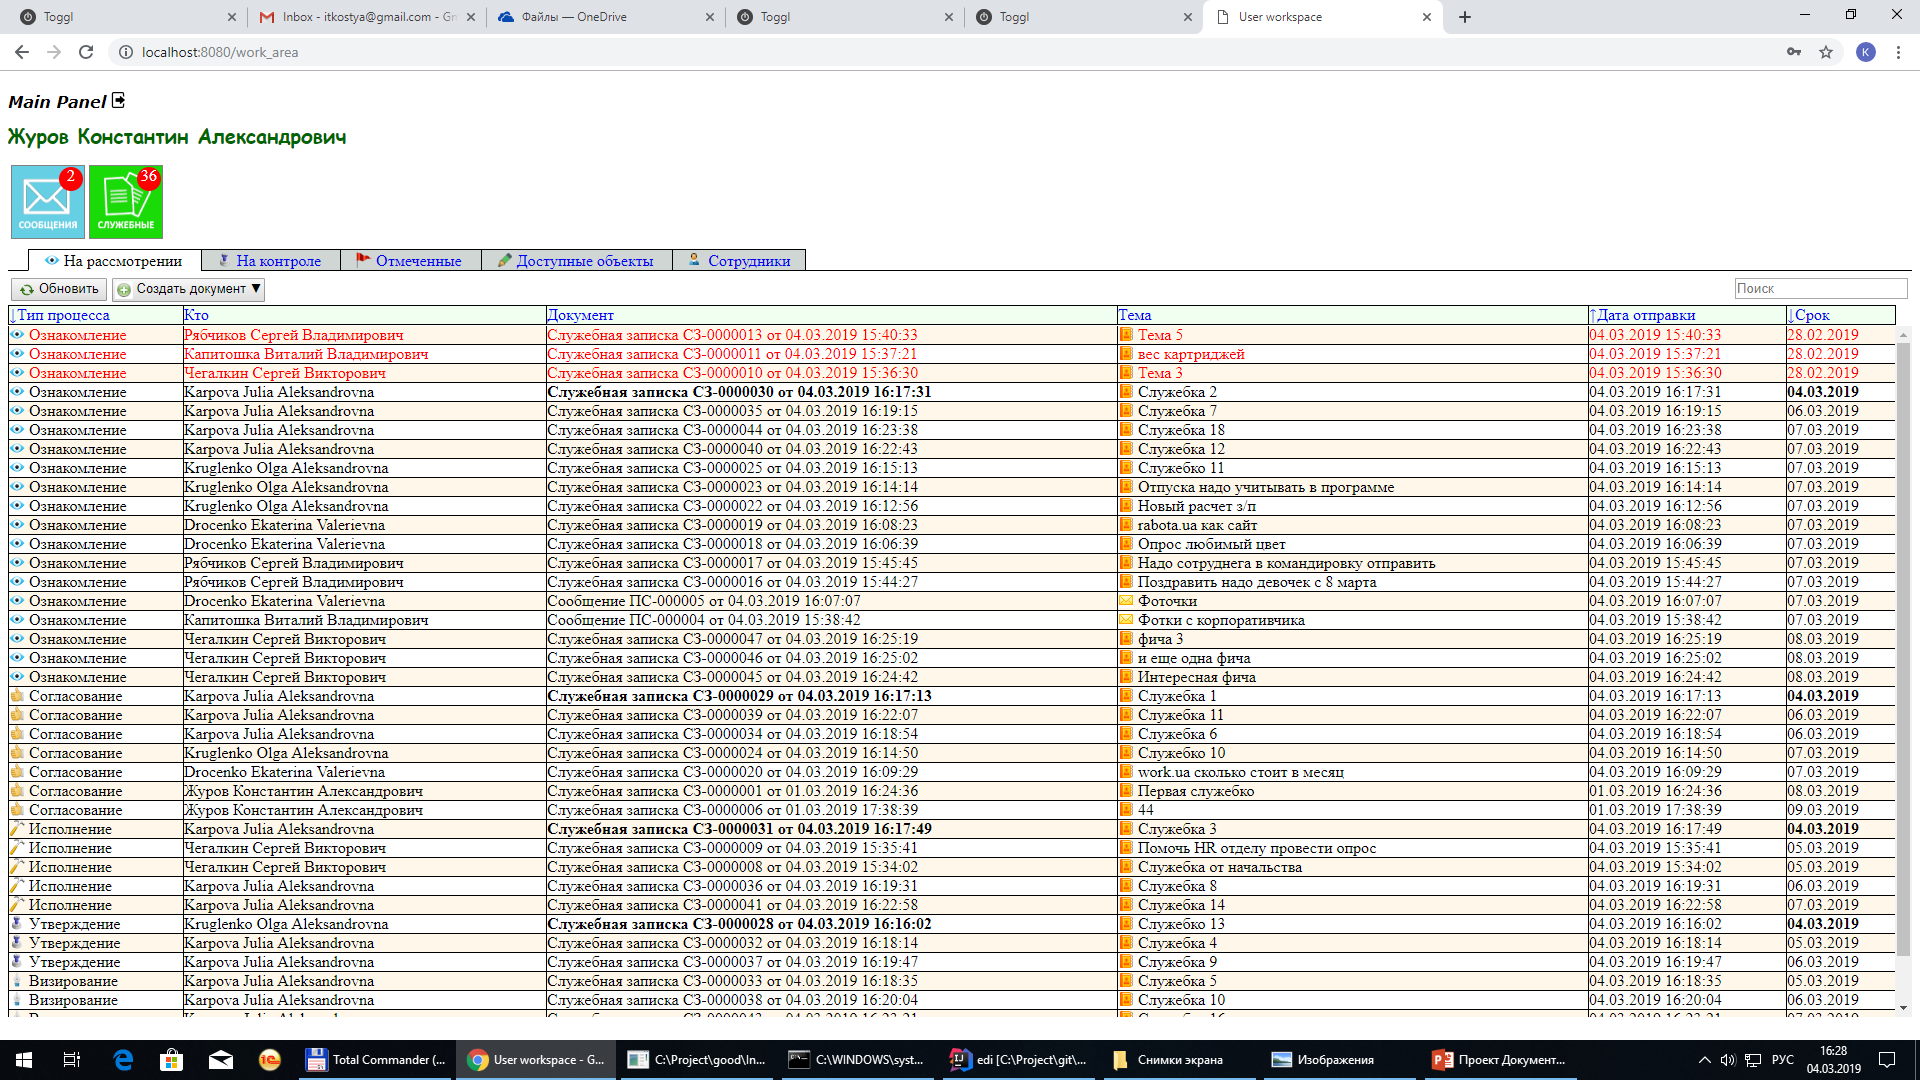 Toggl
Inbox - itkostya@gmail.com - Gm
Файлы — OneDrive
Toggl
Toggl
User workspace
localhost:8080/work_area
K
Main Panel
Журов Константин Александрович
2
СООБЩЕНИЯ
36
СЛУЖЕБНЫЕ
На рассмотрении
На контроле
Отмеченные
Доступные объекты
Сотрудники
Обновить
Создать документ ▼
Поиск
↓Тип процесса Кто Документ Тема ↑Дата отправки ↓Срок
Ознакомление Рябчиков Сергей Владимирович Служебная записка СЗ-0000013 от 04.03.2019 15:40:33 Тема 5 04.03.2019 15:40:33 28.02.2019
Ознакомление Капитошка Виталий Владимирович Служебная записка СЗ-0000011 от 04.03.2019 15:37:21 вес картриджей 04.03.2019 15:37:21 28.02.2019
Ознакомление Чегалкин Сергей Викторович Служебная записка СЗ-0000010 от 04.03.2019 15:36:30 Тема 3 04.03.2019 15:36:30 28.02.2019
Ознакомление Karpova Julia Aleksandrovna Служебная записка СЗ-0000030 от 04.03.2019 16:17:31 Служебка 2 04.03.2019 16:17:31 04.03.2019
Ознакомление Karpova Julia Aleksandrovna Служебная записка СЗ-0000035 от 04.03.2019 16:19:15 Служебка 7 04.03.2019 16:19:15 06.03.2019
Ознакомление Karpova Julia Aleksandrovna Служебная записка СЗ-0000044 от 04.03.2019 16:23:38 Служебка 18 04.03.2019 16:23:38 07.03.2019
Ознакомление Karpova Julia Aleksandrovna Служебная записка СЗ-0000040 от 04.03.2019 16:22:43 Служебка 12 04.03.2019 16:22:43 07.03.2019
Ознакомление Kruglenko Olga Aleksandrovna Служебная записка СЗ-0000025 от 04.03.2019 16:15:13 Служебко 11 04.03.2019 16:15:13 07.03.2019
Ознакомление Kruglenko Olga Aleksandrovna Служебная записка СЗ-0000023 от 04.03.2019 16:14:14 Отпуска надо учитывать в программе 04.03.2019 16:14:14 07.03.2019
Ознакомление Kruglenko Olga Aleksandrovna Служебная записка СЗ-0000022 от 04.03.2019 16:12:56 Новый расчет з/п 04.03.2019 16:12:56 07.03.2019
Ознакомление Drocenko Ekaterina Valerievna Служебная записка СЗ-0000019 от 04.03.2019 16:08:23 rabota.ua как сайт 04.03.2019 16:08:23 07.03.2019
Ознакомление Drocenko Ekaterina Valerievna Служебная записка СЗ-0000018 от 04.03.2019 16:06:39 Опрос любимый цвет 04.03.2019 16:06:39 07.03.2019
Ознакомление Рябчиков Сергей Владимирович Служебная записка СЗ-0000017 от 04.03.2019 15:45:45 Надо сотруднега в командировку отправить 04.03.2019 15:45:45 07.03.2019
Ознакомление Рябчиков Сергей Владимирович Служебная записка СЗ-0000016 от 04.03.2019 15:44:27 Поздравить надо девочек с 8 марта 04.03.2019 15:44:27 07.03.2019
Ознакомление Drocenko Ekaterina Valerievna Сообщение ПС-000005 от 04.03.2019 16:07:07 Фоточки 04.03.2019 16:07:07 07.03.2019
Ознакомление Капитошка Виталий Владимирович Сообщение ПС-000004 от 04.03.2019 15:38:42 Фотки с корпоративчика 04.03.2019 15:38:42 07.03.2019
Ознакомление Чегалкин Сергей Викторович Служебная записка СЗ-0000047 от 04.03.2019 16:25:19 фича 3 04.03.2019 16:25:19 08.03.2019
Ознакомление Чегалкин Сергей Викторович Служебная записка СЗ-0000046 от 04.03.2019 16:25:02 и еще одна фича 04.03.2019 16:25:02 08.03.2019
Ознакомление Чегалкин Сергей Викторович Служебная записка СЗ-0000045 от 04.03.2019 16:24:42 Интересная фича 04.03.2019 16:24:42 08.03.2019
Согласование Karpova Julia Aleksandrovna Служебная записка СЗ-0000029 от 04.03.2019 16:17:13 Служебка 1 04.03.2019 16:17:13 04.03.2019
Согласование Karpova Julia Aleksandrovna Служебная записка СЗ-0000039 от 04.03.2019 16:22:07 Служебка 11 04.03.2019 16:22:07 06.03.2019
Согласование Karpova Julia Aleksandrovna Служебная записка СЗ-0000034 от 04.03.2019 16:18:54 Служебка 6 04.03.2019 16:18:54 06.03.2019
Согласование Kruglenko Olga Aleksandrovna Служебная записка СЗ-0000024 от 04.03.2019 16:14:50 Служебко 10 04.03.2019 16:14:50 07.03.2019
Согласование Drocenko Ekaterina Valerievna Служебная записка СЗ-0000020 от 04.03.2019 16:09:29 work.ua сколько стоит в месяц 04.03.2019 16:09:29 07.03.2019
Согласование Журов Константин Александрович Служебная записка СЗ-0000001 от 01.03.2019 16:24:36 Первая служебко 01.03.2019 16:24:36 08.03.2019
Согласование Журов Константин Александрович Служебная записка СЗ-0000006 от 01.03.2019 17:38:39 44 01.03.2019 17:38:39 09.03.2019
Исполнение Karpova Julia Aleksandrovna Служебная записка СЗ-0000031 от 04.03.2019 16:17:49 Служебка 3 04.03.2019 16:17:49 04.03.2019
Исполнение Чегалкин Сергей Викторович Служебная записка СЗ-0000009 от 04.03.2019 15:35:41 Помочь HR отделу провести опрос 04.03.2019 15:35:41 05.03.2019
Исполнение Чегалкин Сергей Викторович Служебная записка СЗ-0000008 от 04.03.2019 15:34:02 Служебка от начальства 04.03.2019 15:34:02 05.03.2019
Исполнение Karpova Julia Aleksandrovna Служебная записка СЗ-0000036 от 04.03.2019 16:19:31 Служебка 8 04.03.2019 16:19:31 06.03.2019
Исполнение Karpova Julia Aleksandrovna Служебная записка СЗ-0000041 от 04.03.2019 16:22:58 Служебка 14 04.03.2019 16:22:58 07.03.2019
Утверждение Kruglenko Olga Aleksandrovna Служебная записка СЗ-0000028 от 04.03.2019 16:16:02 Служебко 13 04.03.2019 16:16:02 04.03.2019
Утверждение Karpova Julia Aleksandrovna Служебная записка СЗ-0000032 от 04.03.2019 16:18:14 Служебка 4 04.03.2019 16:18:14 05.03.2019
Утверждение Karpova Julia Aleksandrovna Служебная записка СЗ-0000037 от 04.03.2019 16:19:47 Служебка 9 04.03.2019 16:19:47 06.03.2019
Визирование Karpova Julia Aleksandrovna Служебная записка СЗ-0000033 от 04.03.2019 16:18:35 Служебка 5 04.03.2019 16:18:35 05.03.2019
Визирование Karpova Julia Aleksandrovna Служебная записка СЗ-0000038 от 04.03.2019 16:20:04 Служебка 10 04.03.2019 16:20:04 06.03.2019
Total Commander (...
User workspace - G...
C:\Project\good\In...
C:\WINDOWS\syst...
edi [C:\Project\git\...
Снимки экрана
Изображения
Проект Документ...
РУС
16:28
04.03.2019